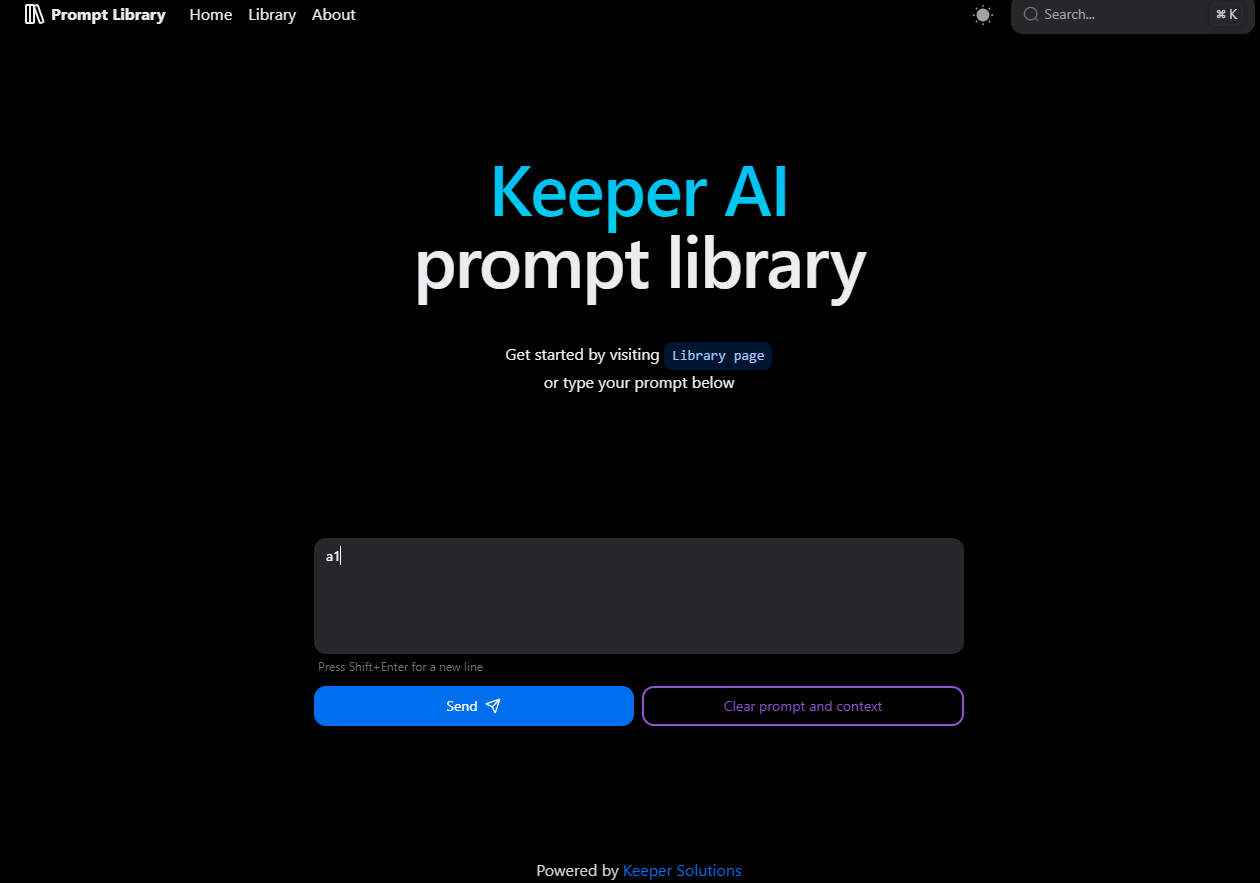 Prompt Library Home Library About Search... ⌘ K
Keeper AI
prompt library
Get started by visiting Library page
or type your prompt below
a1
Press Shift+Enter for a new line
Send Clear prompt and context
Powered by Keeper Solutions